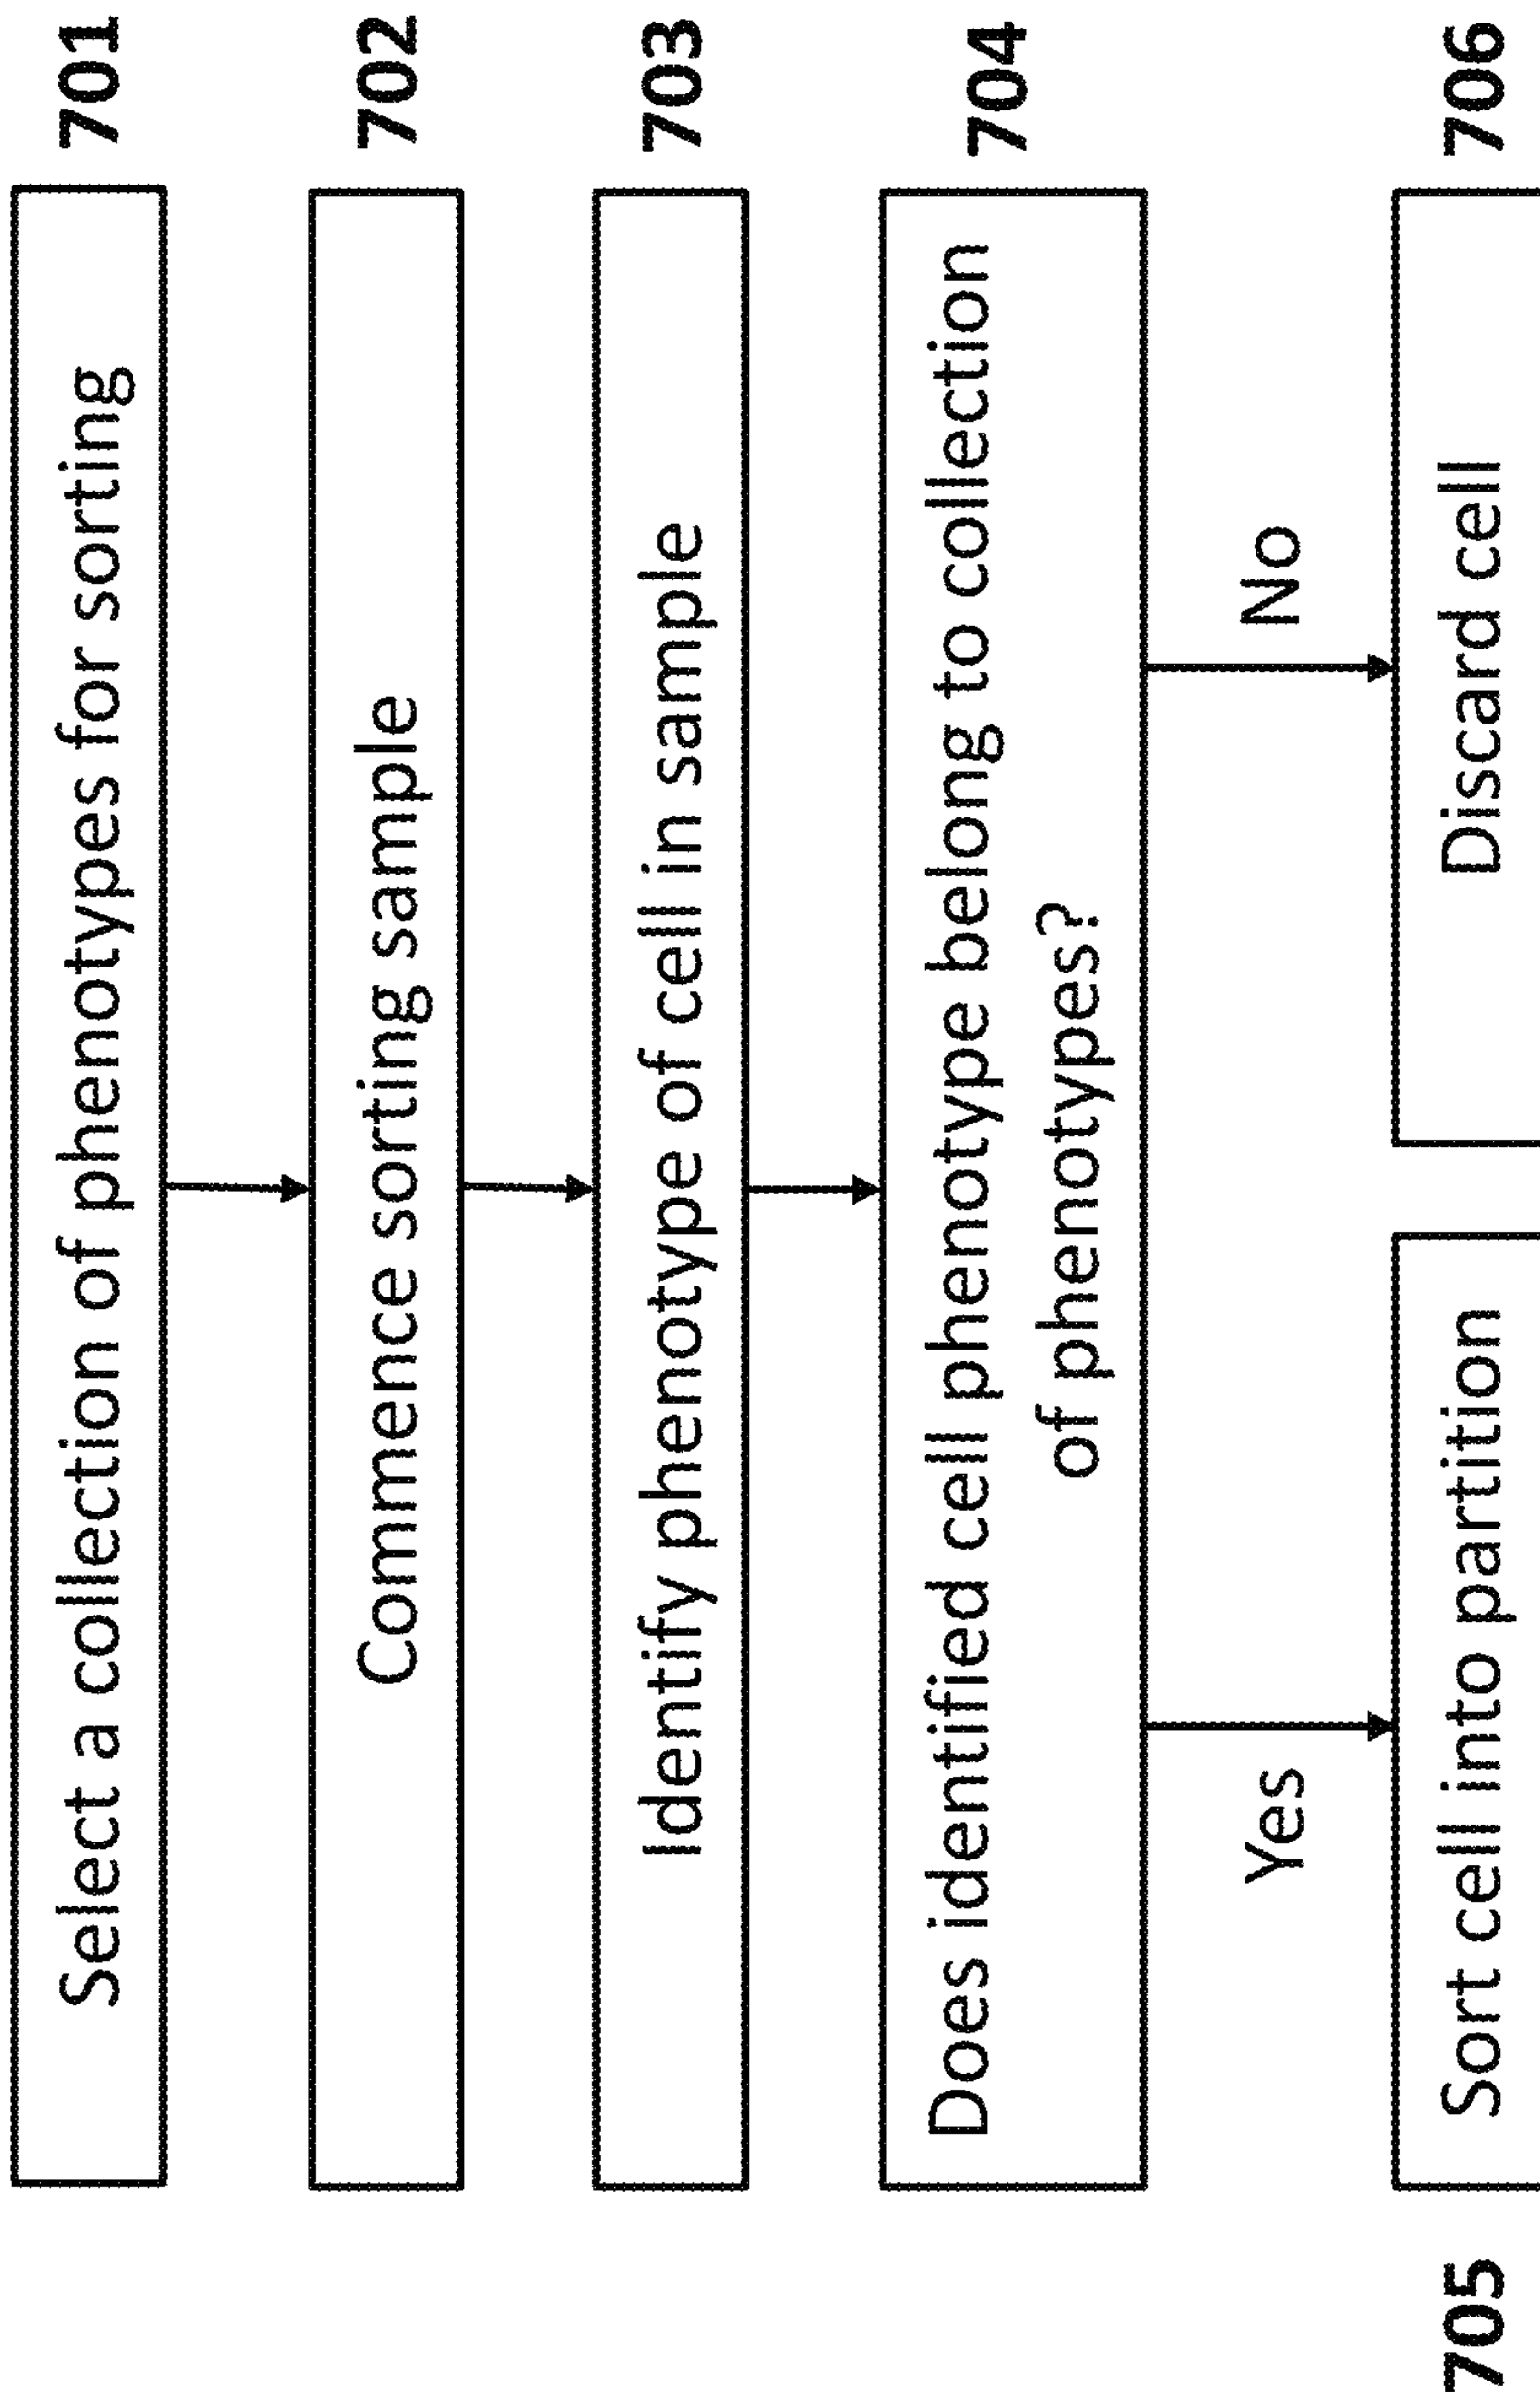 Select a collection of phenotypes for sorting
701
Commence sorting sample
702
Identify phenotype of cell in sample
703
Does identified cell phenotype belong to collection
of phenotypes?
704
Yes
No
705
Sort cell into partition
Discard cell
706